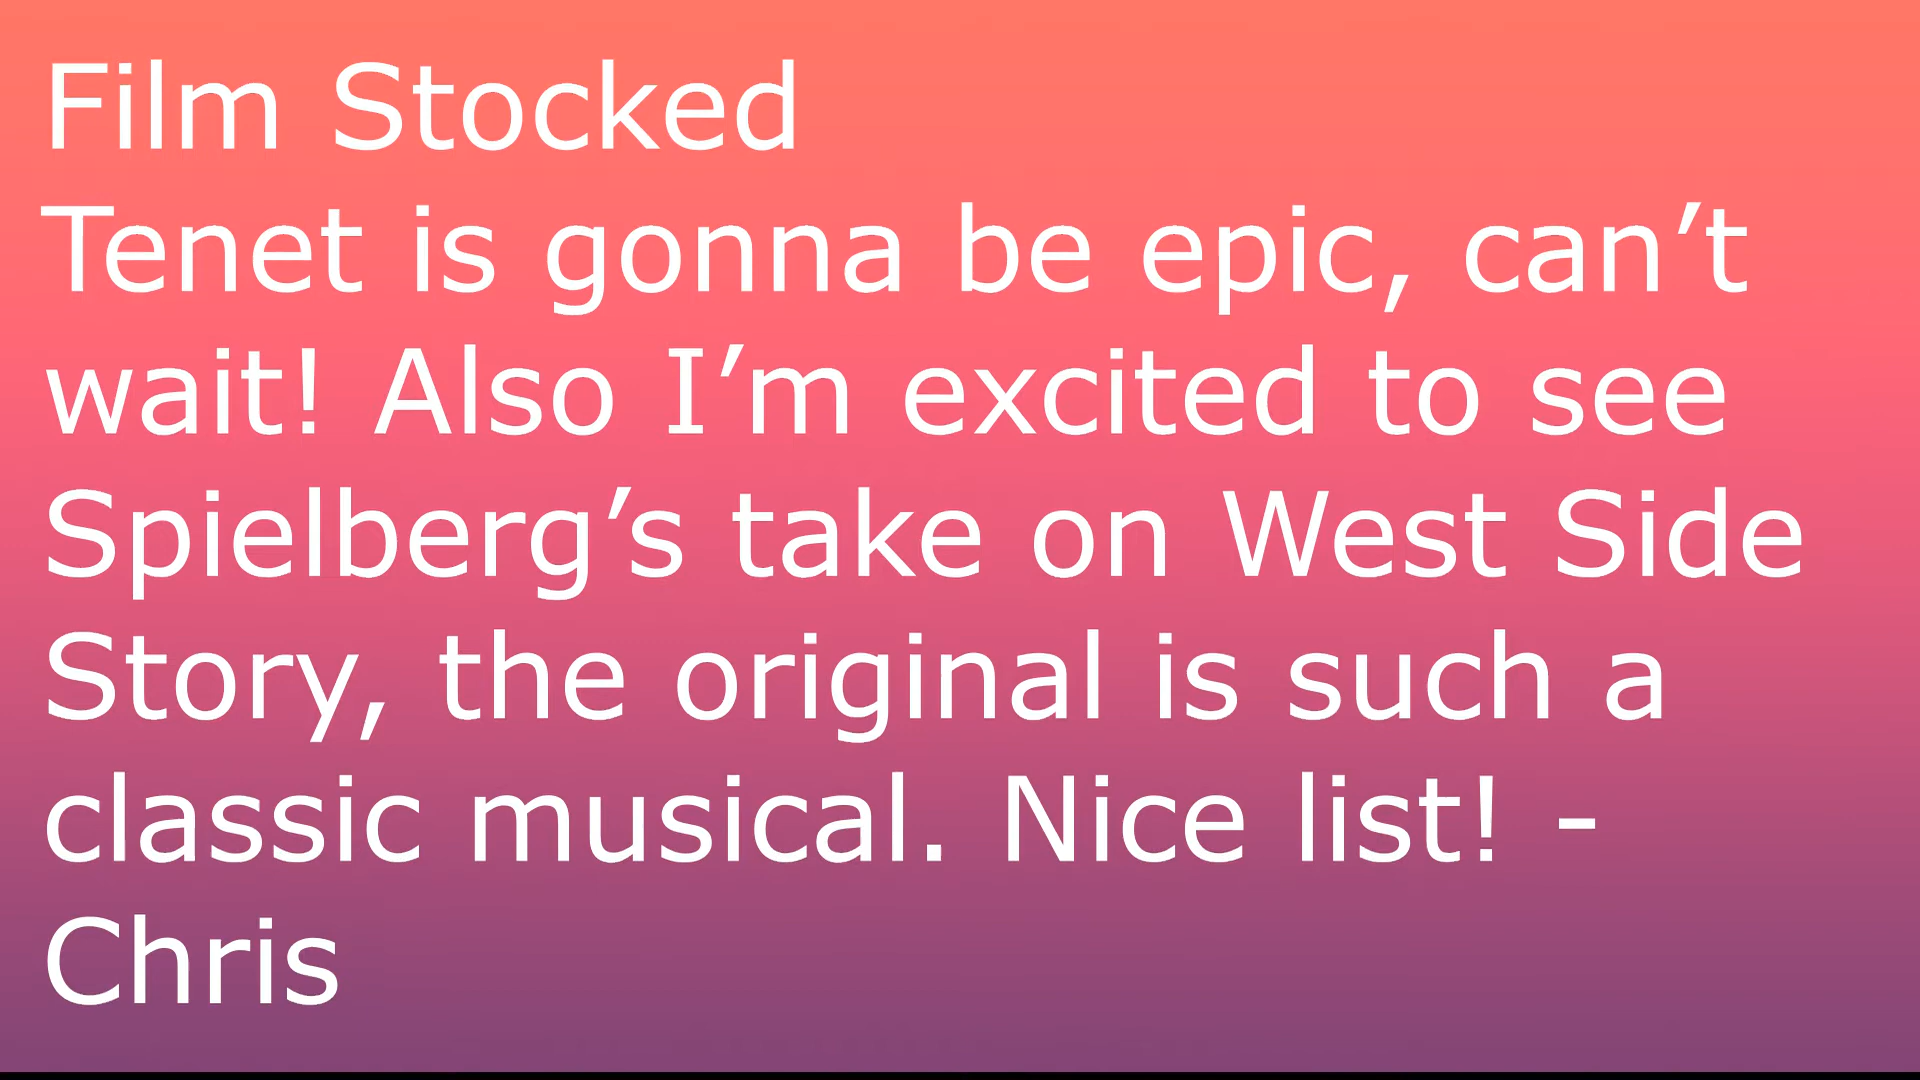 Film Stocked
Tenet is gonna be epic, can’t
wait! Also I’m excited to see
Spielberg’s take on West Side
Story, the original is such a
classic musical. Nice list! -
Chris